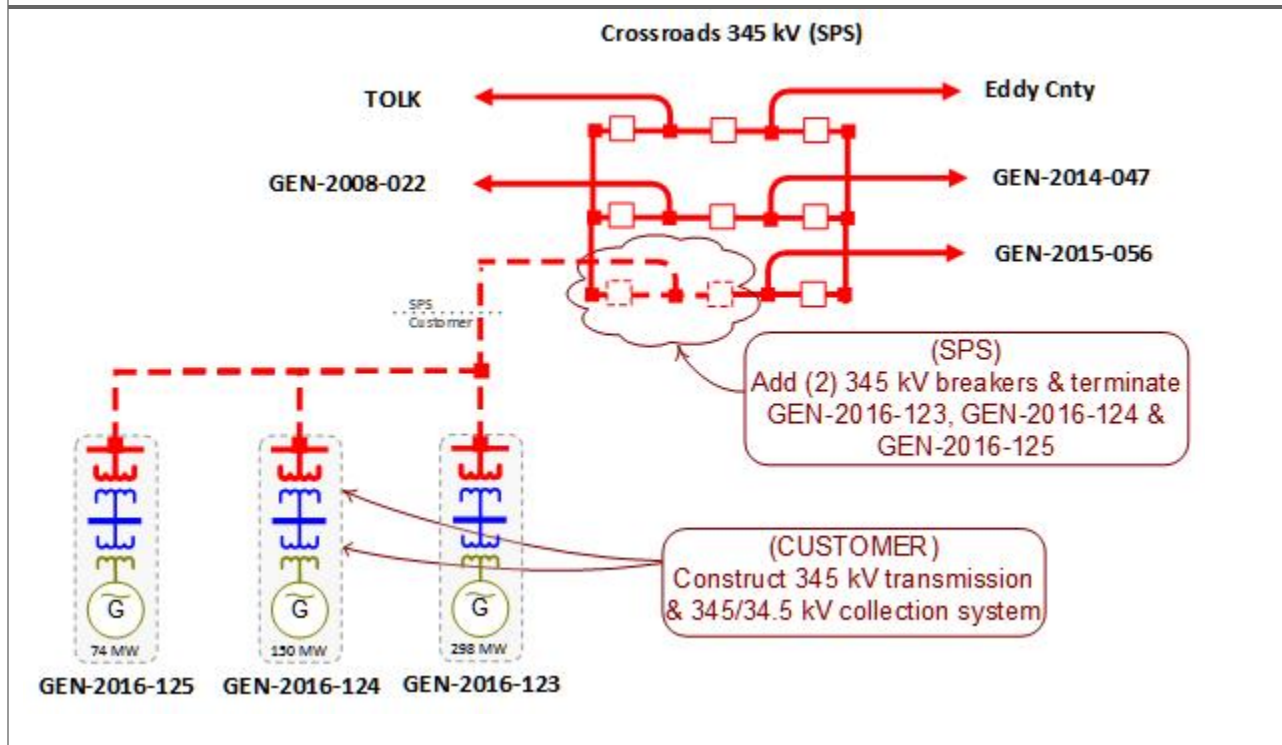 Crossroads 345 kV (SPS)
TOLK
Eddy Cnty
GEN-2008-022
GEN-2014-047
GEN-2015-056
SPS
Customer
(SPS)
Add (2) 345 kV breakers & terminate
GEN-2016-123, GEN-2016-124 &
GEN-2016-125
(CUSTOMER)
Construct 345 kV transmission
& 345/34.5 kV collection system
G
G
G
74 MW
150 MW
298 MW
GEN-2016-125
GEN-2016-124
GEN-2016-123